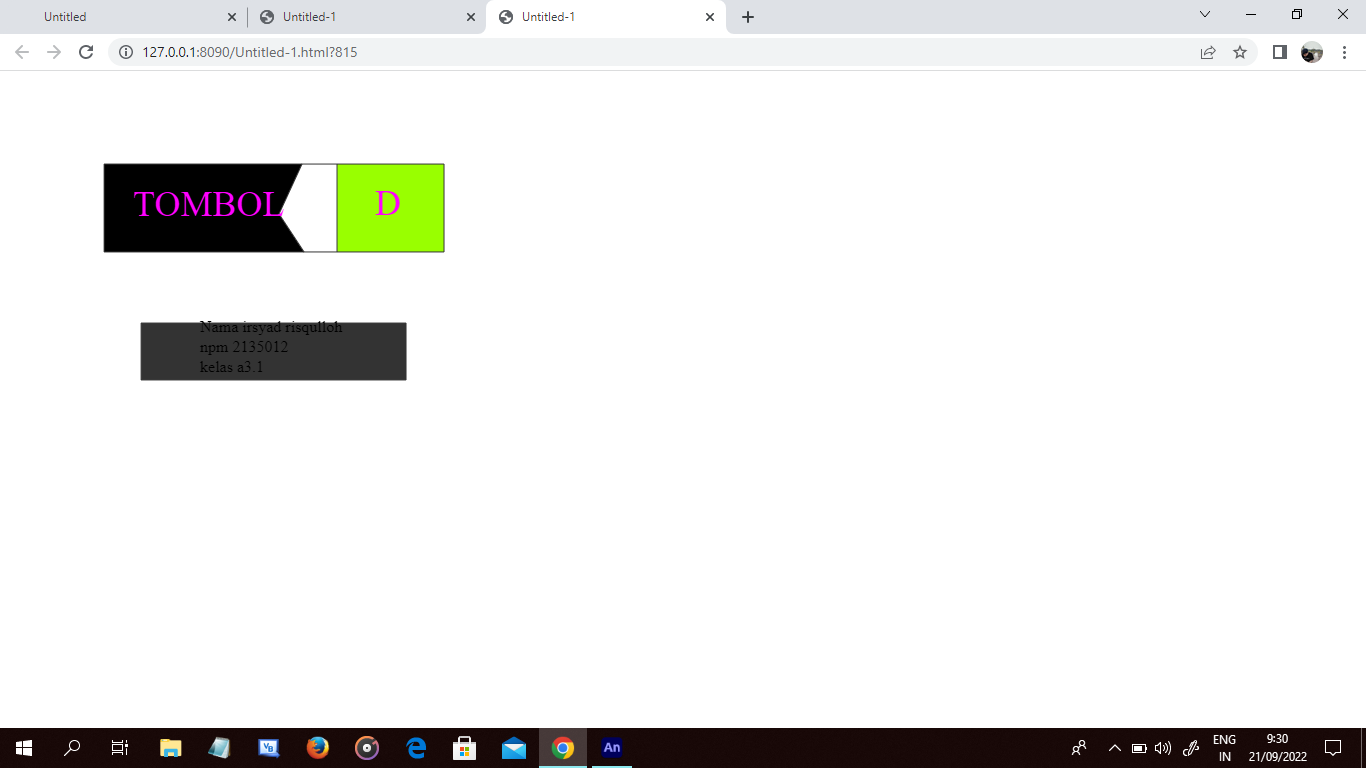 Untitled
Untitled-1
Untitled-1
127.0.0.1:8090/Untitled-1.html?815
TOMBOL
D
Nama irsyad risqulloh
npm 2135012
kelas a3.1
VB
An
ENG
IN
9:30
21/09/2022